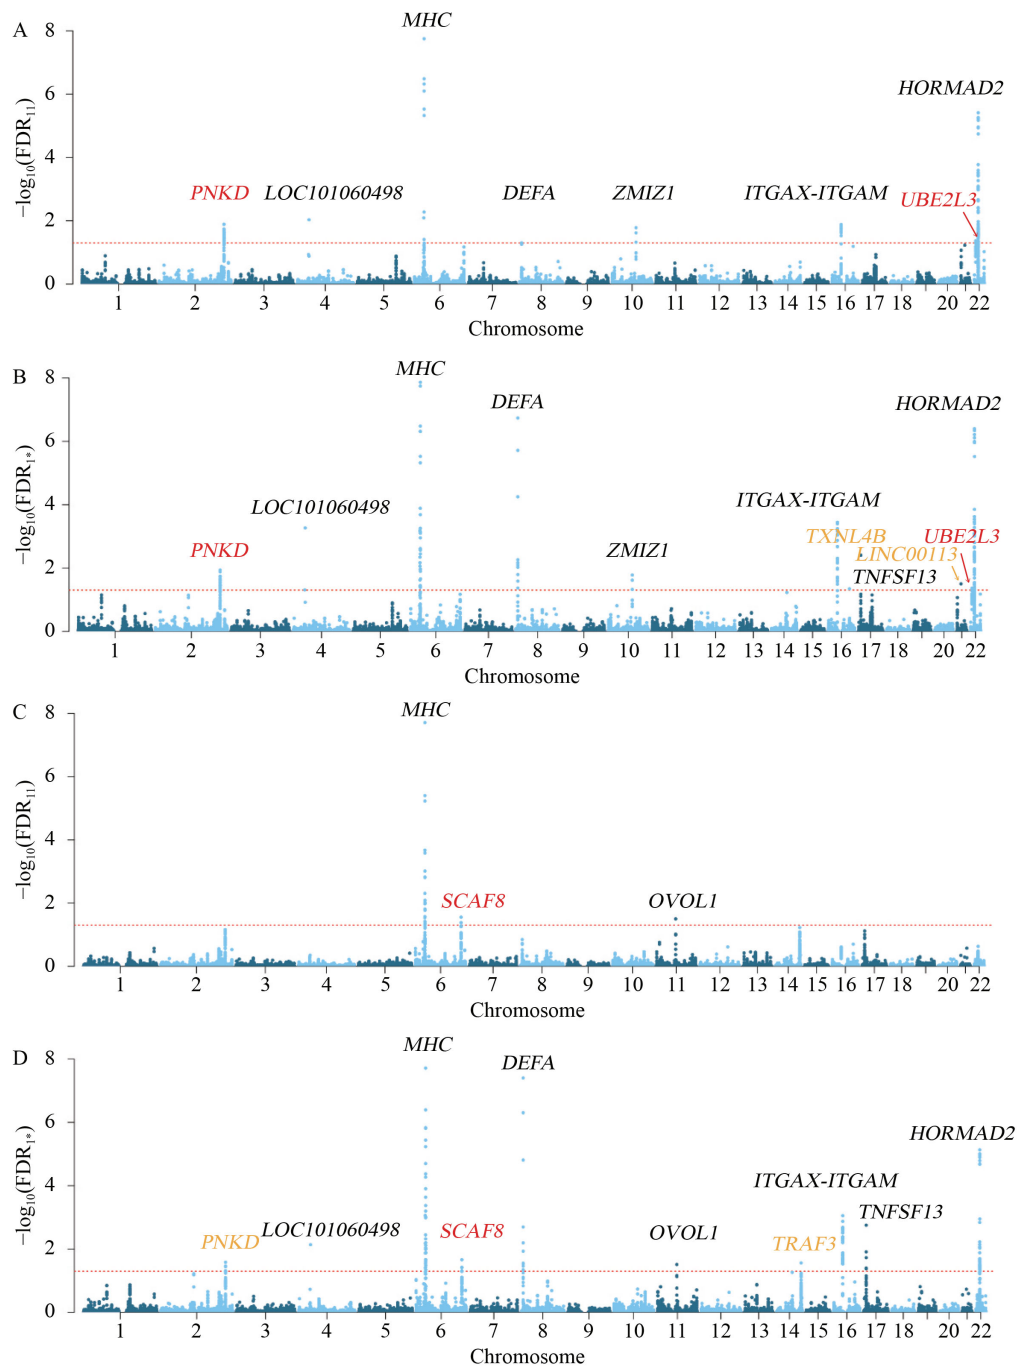 A
MHC
HORMAD2
PNKD LOC101060498 DEFA ZMIZ1 ITGAX-ITGAM
UBE2L3
−log₁₀(FDR₁₁)
8
6
4
2
0
1 2 3 4 5 6 7 8 9 10 11 12 13 14 15 16 17 18 20 22
Chromosome
B
MHC
DEFA
HORMAD2
LOC101060498
ITGAX-ITGAM
PNKD
ZMIZ1
TXNL4B
UBE2L3
LINC00113
TNFSF13
−log₁₀(FDR₁*)
8
6
4
2
0
1 2 3 4 5 6 7 8 9 10 11 12 13 14 15 16 17 18 20 22
Chromosome
C
MHC
SCAF8
OVOL1
−log₁₀(FDR₁₁)
8
6
4
2
0
1 2 3 4 5 6 7 8 9 10 11 12 13 14 15 16 17 18 20 22
Chromosome
D
MHC
DEFA
HORMAD2
ITGAX-ITGAM
TNFSF13
PNKD
LOC101060498
SCAF8
OVOL1
TRAF3
−log₁₀(FDR₁*)
8
6
4
2
0
1 2 3 4 5 6 7 8 9 10 11 12 13 14 15 16 17 18 20 22
Chromosome